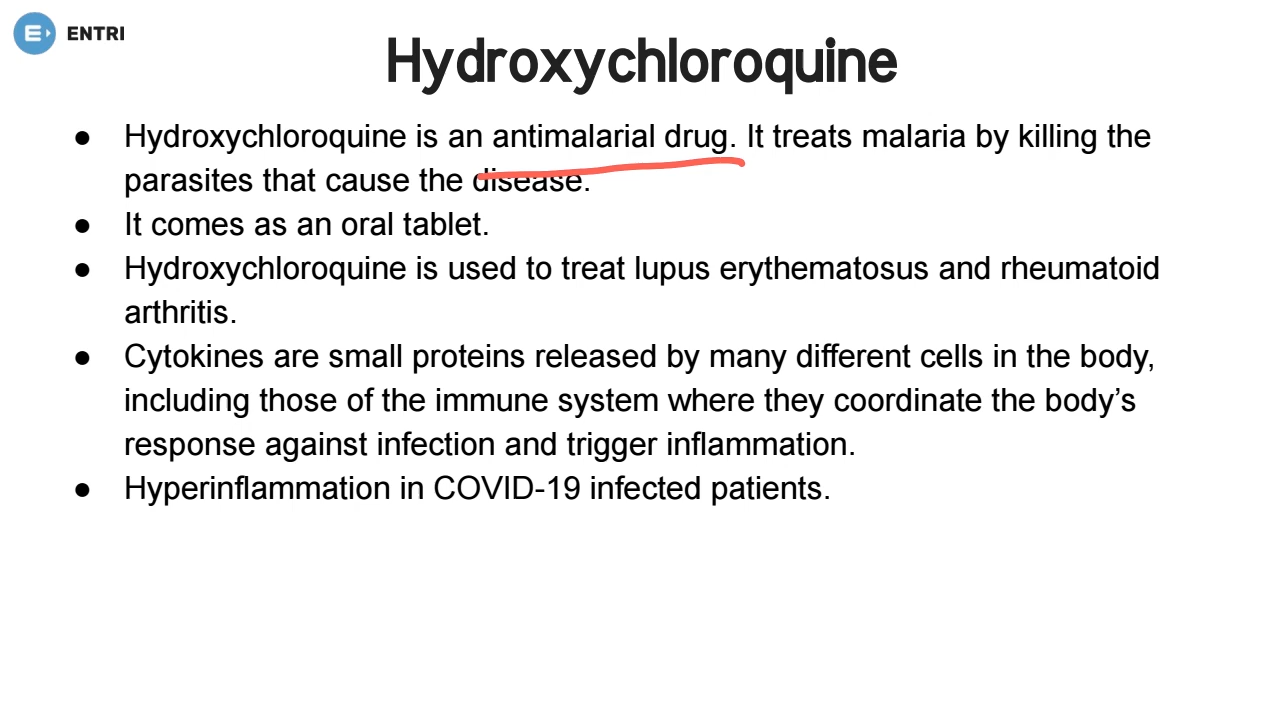 ENTRI
Hydroxychloroquine
● Hydroxychloroquine is an antimalarial drug. It treats malaria by killing the
parasites that cause the disease.
● It comes as an oral tablet.
● Hydroxychloroquine is used to treat lupus erythematosus and rheumatoid
arthritis.
● Cytokines are small proteins released by many different cells in the body,
including those of the immune system where they coordinate the body’s
response against infection and trigger inflammation.
● Hyperinflammation in COVID-19 infected patients.